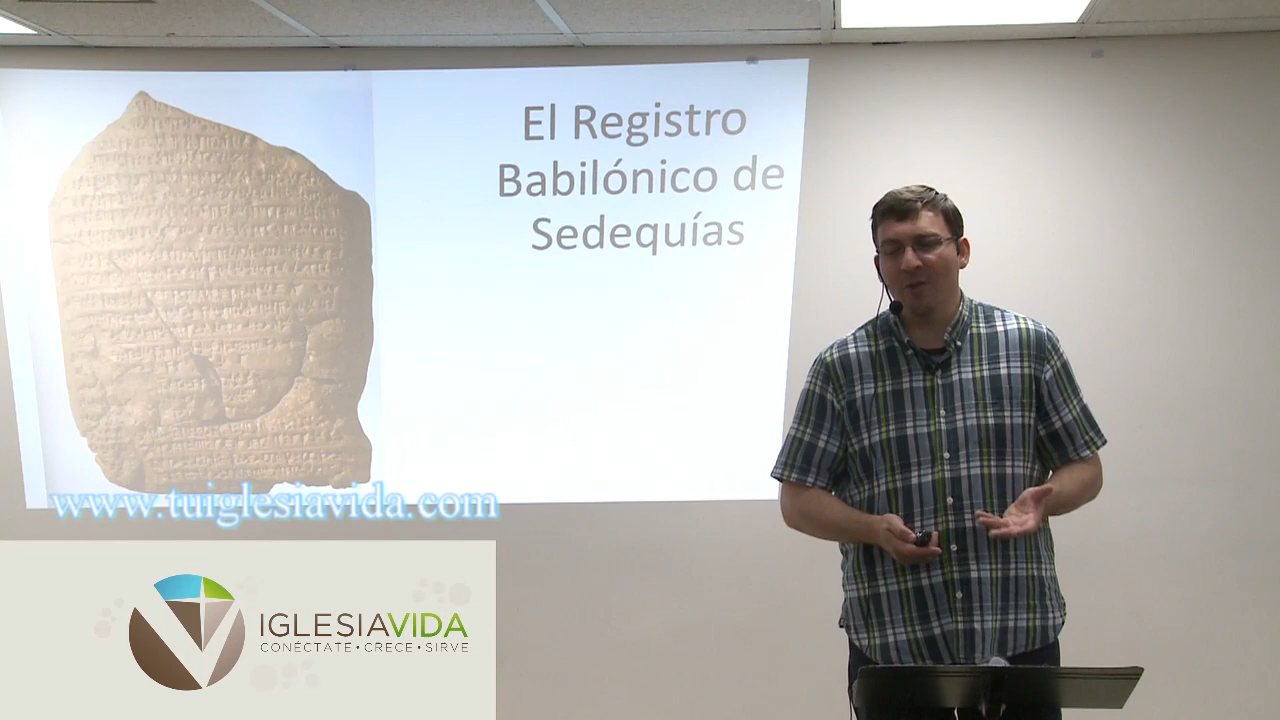 El Registro
Babilónico de
Sedequías
www.tuiglesiavida.com
IGLESIAVIDA
CONÉCTATE • CRECE • SIRVE